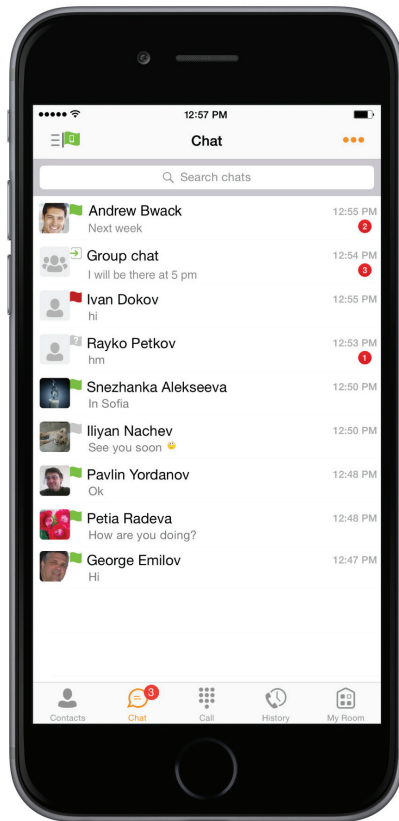 12:57 PM
Chat
Search chats
Andrew Bwack 12:55 PM
Next week 2
Group chat 12:54 PM
I will be there at 5 pm 3
Ivan Dokov 12:55 PM
hi
Rayko Petkov 12:53 PM
hm 1
Snezhanka Alekseeva 12:50 PM
In Sofia
Iliyan Nachev 12:50 PM
See you soon
Pavlin Yordanov 12:48 PM
Ok
Petia Radeva 12:48 PM
How are you doing?
George Emilov 12:47 PM
Hi
3
Contacts Chat Call History My Room